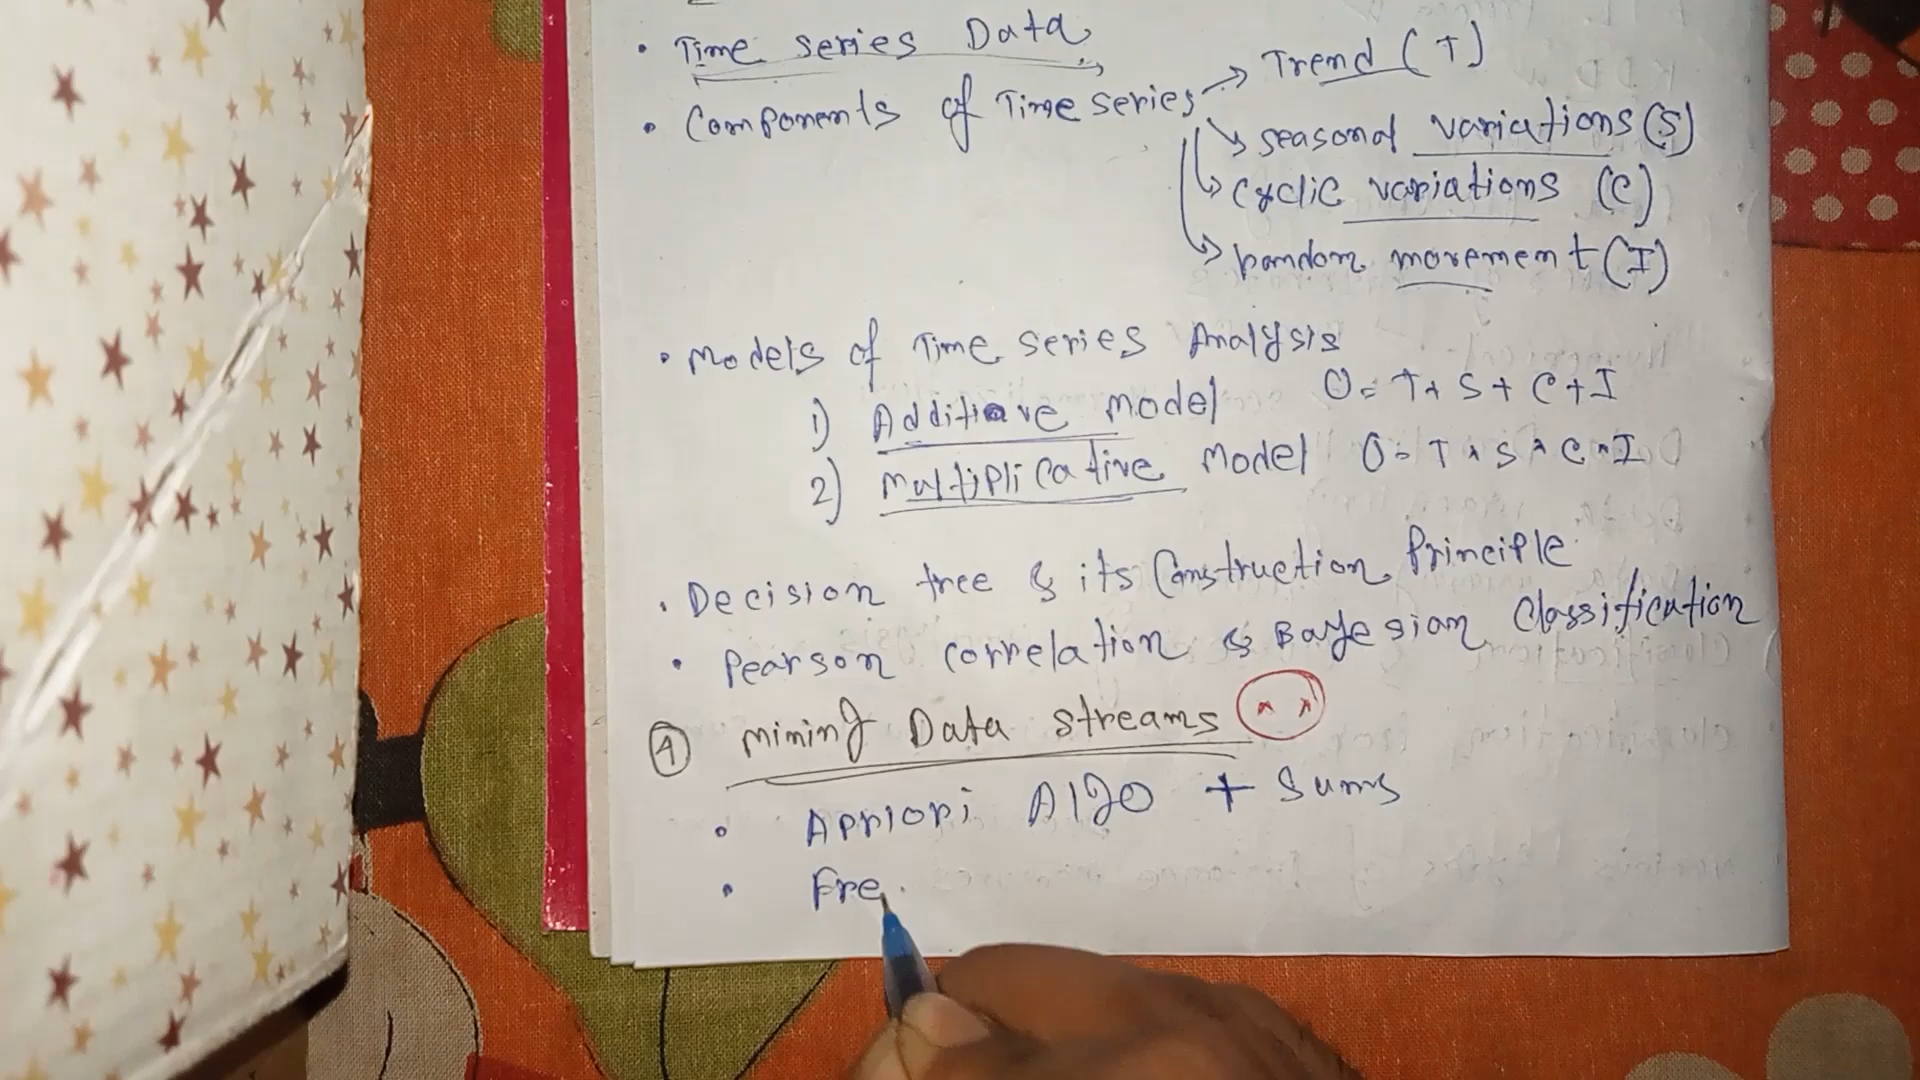 • Time series Data
• Components of Time series → Trend (T)
↘ seasonal variations (S)
↳ cyclic variations (C)
↳ random movement (I)
• Models of Time series Analysis
1) Additive Model O = T + S + C + I
2) Multiplicative Model O = T × S × C × I
• Decision tree & its Construction Principle
• Pearson correlation & Bayesian Classification
④ Mining Data streams * *
• Apriori Algo + Sums
• Fre